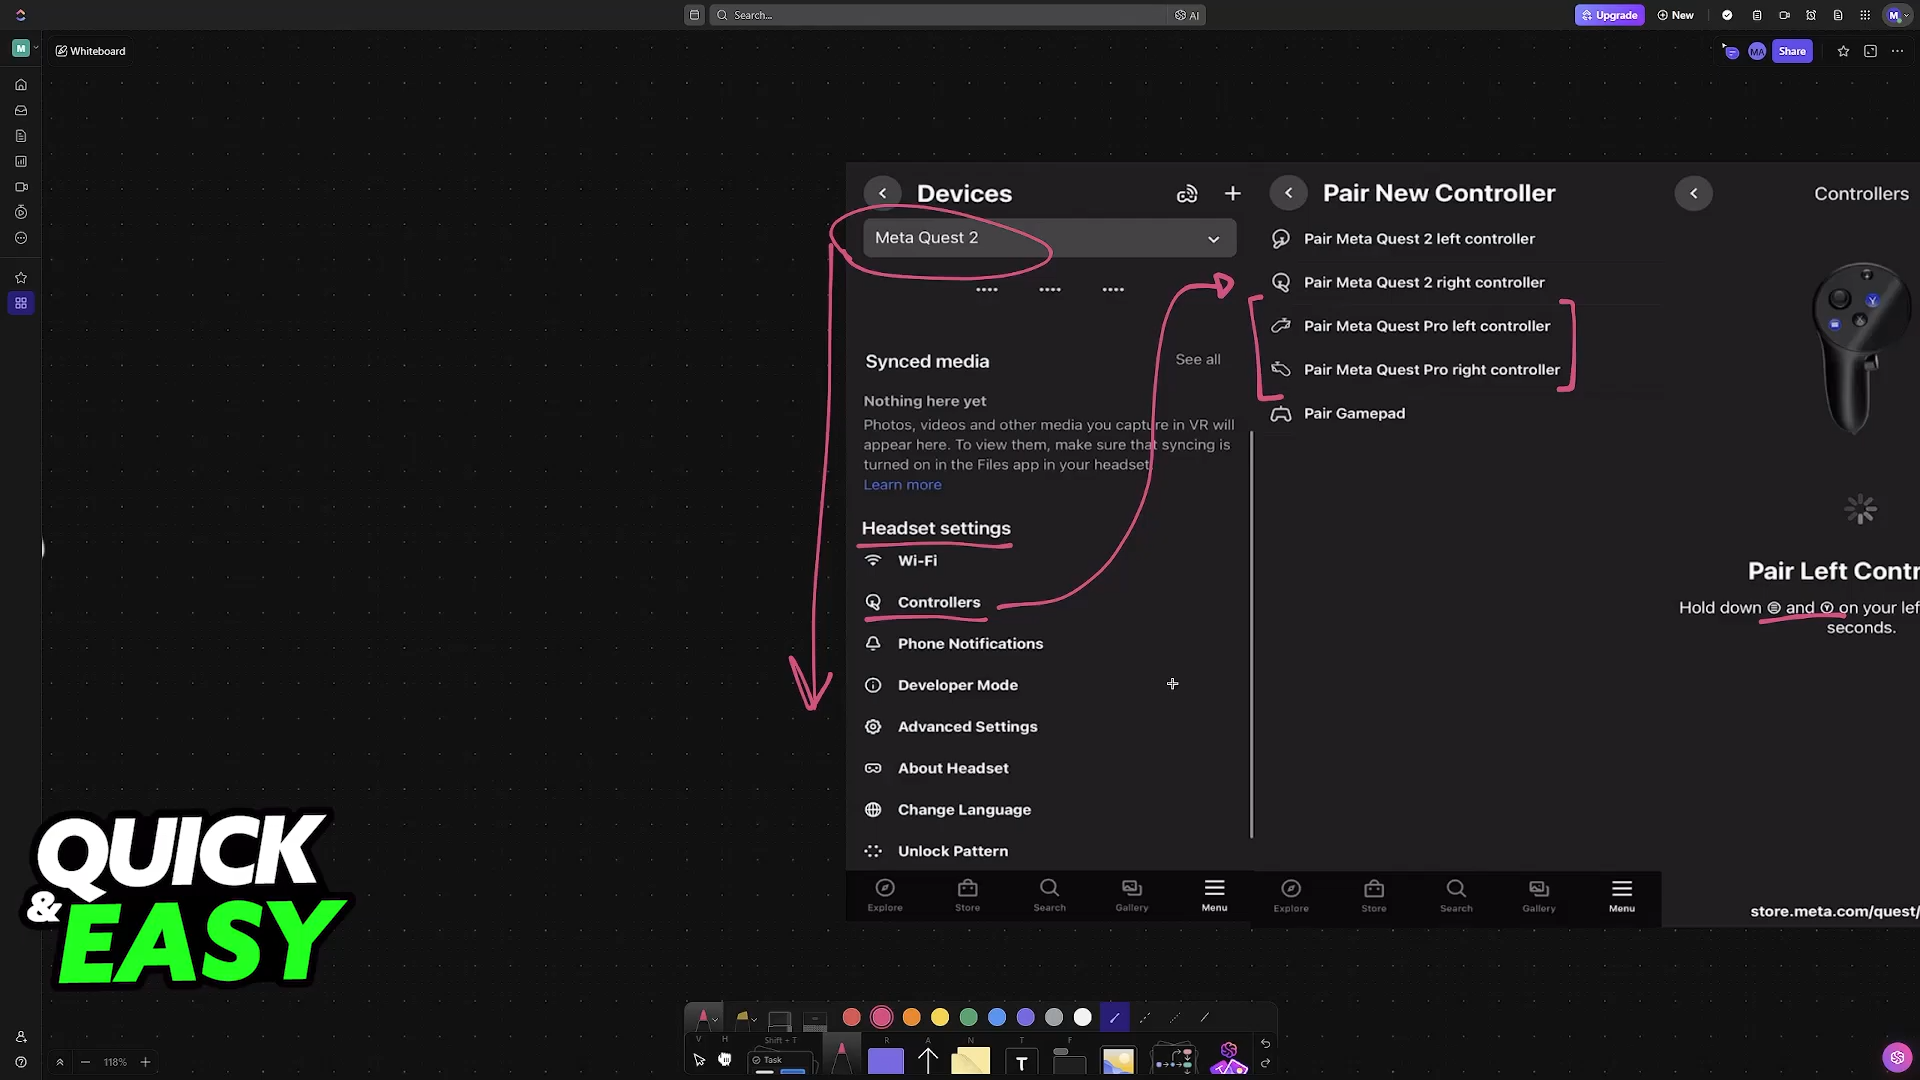 Search...
AI
Upgrade
New
M
M
Whiteboard
MA
Share
Devices
Meta Quest 2
Synced media
See all
Nothing here yet
Photos, videos and other media you capture in VR will
appear here. To view them, make sure that syncing is
turned on in the Files app in your headset.
Learn more
Headset settings
Wi-Fi
Controllers
Phone Notifications
Developer Mode
Advanced Settings
About Headset
Change Language
Unlock Pattern
Explore
Store
Search
Gallery
Menu
Pair New Controller
Pair Meta Quest 2 left controller
Pair Meta Quest 2 right controller
Pair Meta Quest Pro left controller
Pair Meta Quest Pro right controller
Pair Gamepad
Explore
Store
Search
Gallery
Menu
Controllers
Y
X
Pair Left Contr
Hold down and Y on your lef
seconds.
store.meta.com/quest/
QUICK
& EASY
118%
V
H
Shift + T
Task
R
A
N
T
T
F